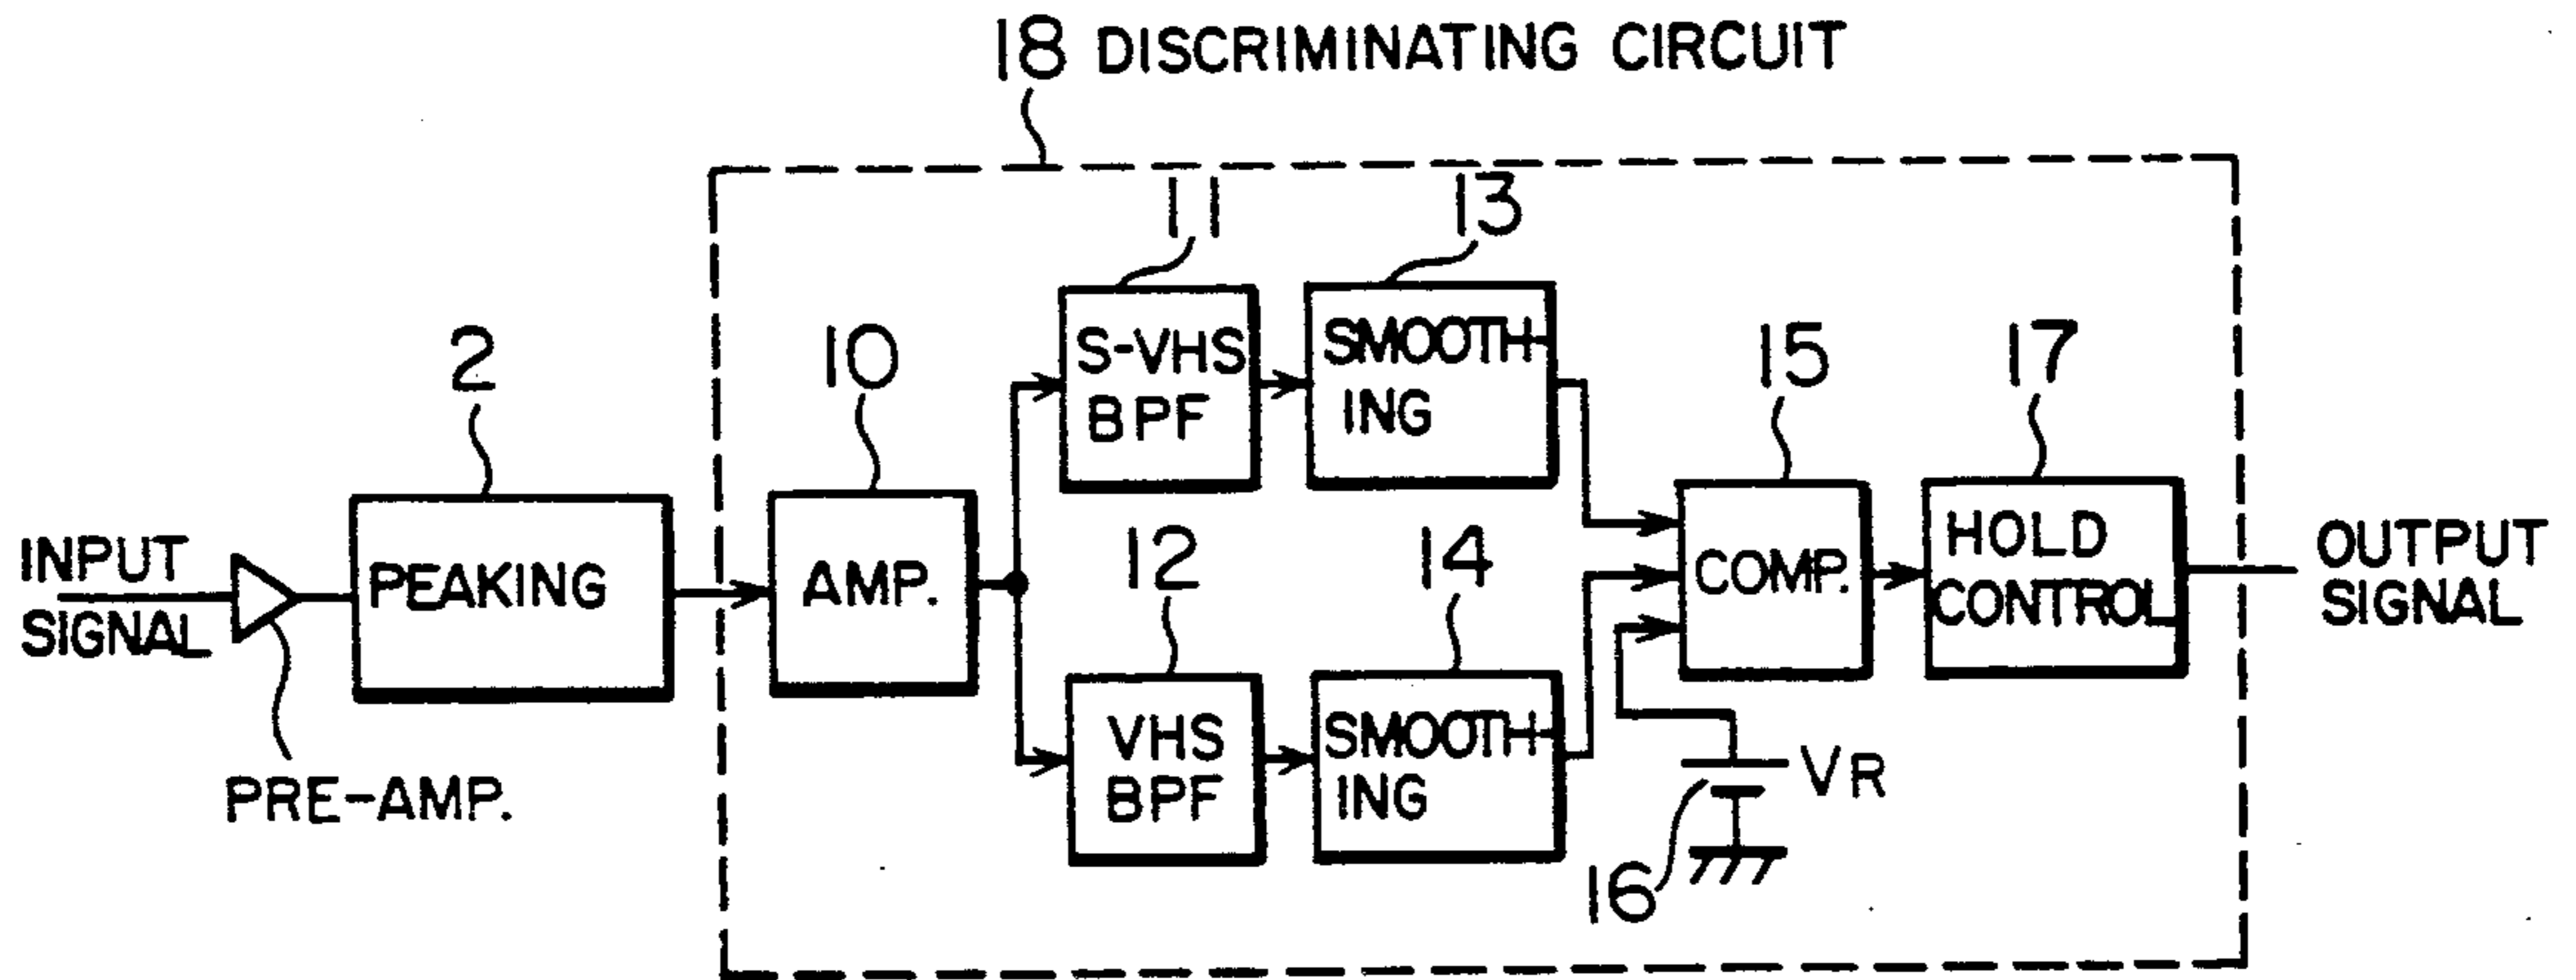 18 DISCRIMINATING CIRCUIT
11
13
S-VHS
BPF
SMOOTH-
ING
2
10
15
17
INPUT
SIGNAL
PEAKING
AMP.
COMP.
HOLD
CONTROL
OUTPUT
SIGNAL
12
14
VHS
BPF
SMOOTH-
ING
PRE-AMP.
VR
16